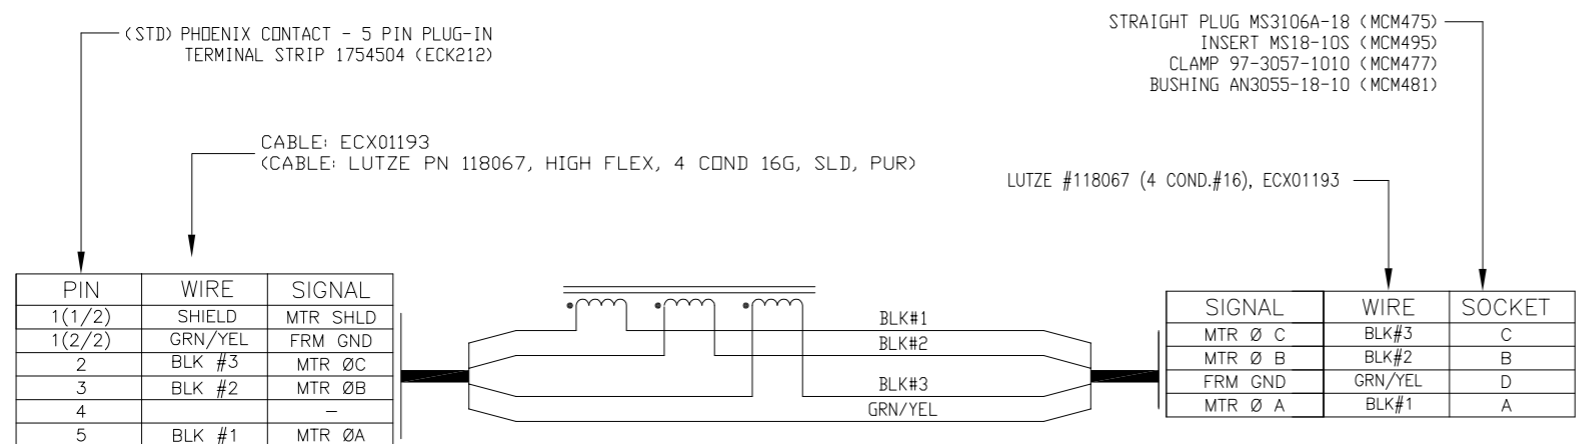 (STD) PHOENIX CONTACT - 5 PIN PLUG-IN
TERMINAL STRIP 1754504 (ECK212)
STRAIGHT PLUG MS3106A-18 (MCM475)
INSERT MS18-10S (MCM495)
CLAMP 97-3057-1010 (MCM477)
BUSHING AN3055-18-10 (MCM481)
CABLE: ECX01193
(CABLE: LUTZE PN 118067, HIGH FLEX, 4 COND 16G, SLD, PUR)
LUTZE #118067 (4 COND.#16), ECX01193
PIN WIRE SIGNAL
1(1/2) SHIELD MTR SHLD
1(2/2) GRN/YEL FRM GND
2 BLK #3 MTR ØC
3 BLK #2 MTR ØB
4 -
5 BLK #1 MTR ØA
BLK#1
BLK#2
BLK#3
GRN/YEL
SIGNAL WIRE SOCKET
MTR Ø C BLK#3 C
MTR Ø B BLK#2 B
FRM GND GRN/YEL D
MTR Ø A BLK#1 A